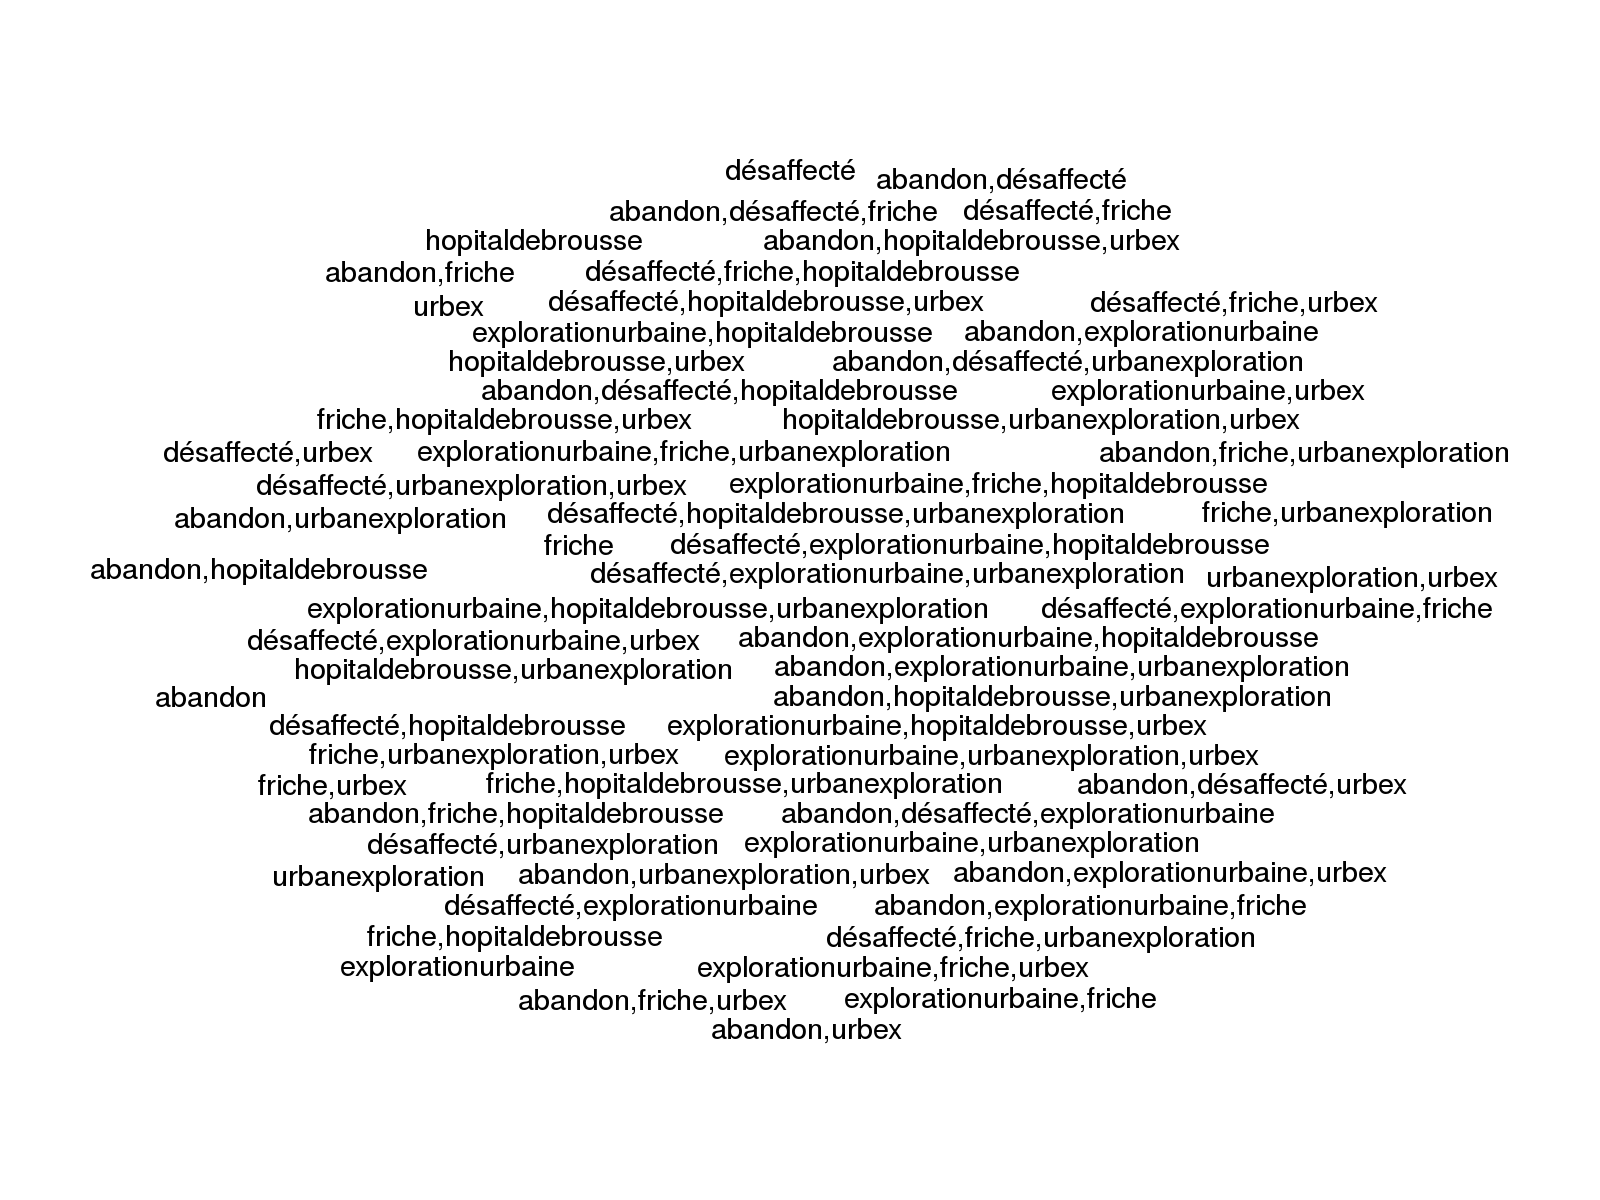 désaffecté abandon,désaffecté
abandon,désaffecté,friche désaffecté,friche
hopitaldebrousse abandon,hopitaldebrousse,urbex
abandon,friche désaffecté,friche,hopitaldebrousse
urbex désaffecté,hopitaldebrousse,urbex désaffecté,friche,urbex
explorationurbaine,hopitaldebrousse abandon,explorationurbaine
hopitaldebrousse,urbex abandon,désaffecté,urbanexploration
abandon,désaffecté,hopitaldebrousse explorationurbaine,urbex
friche,hopitaldebrousse,urbex hopitaldebrousse,urbanexploration,urbex
désaffecté,urbex explorationurbaine,friche,urbanexploration abandon,friche,urbanexploration
désaffecté,urbanexploration,urbex explorationurbaine,friche,hopitaldebrousse
abandon,urbanexploration désaffecté,hopitaldebrousse,urbanexploration friche,urbanexploration
friche désaffecté,explorationurbaine,hopitaldebrousse
abandon,hopitaldebrousse désaffecté,explorationurbaine,urbanexploration urbanexploration,urbex
explorationurbaine,hopitaldebrousse,urbanexploration désaffecté,explorationurbaine,friche
désaffecté,explorationurbaine,urbex abandon,explorationurbaine,hopitaldebrousse
hopitaldebrousse,urbanexploration abandon,explorationurbaine,urbanexploration
abandon abandon,hopitaldebrousse,urbanexploration
désaffecté,hopitaldebrousse explorationurbaine,hopitaldebrousse,urbex
friche,urbanexploration,urbex explorationurbaine,urbanexploration,urbex
friche,urbex friche,hopitaldebrousse,urbanexploration abandon,désaffecté,urbex
abandon,friche,hopitaldebrousse abandon,désaffecté,explorationurbaine
désaffecté,urbanexploration explorationurbaine,urbanexploration
urbanexploration abandon,urbanexploration,urbex abandon,explorationurbaine,urbex
désaffecté,explorationurbaine abandon,explorationurbaine,friche
friche,hopitaldebrousse désaffecté,friche,urbanexploration
explorationurbaine explorationurbaine,friche,urbex
abandon,friche,urbex explorationurbaine,friche
abandon,urbex